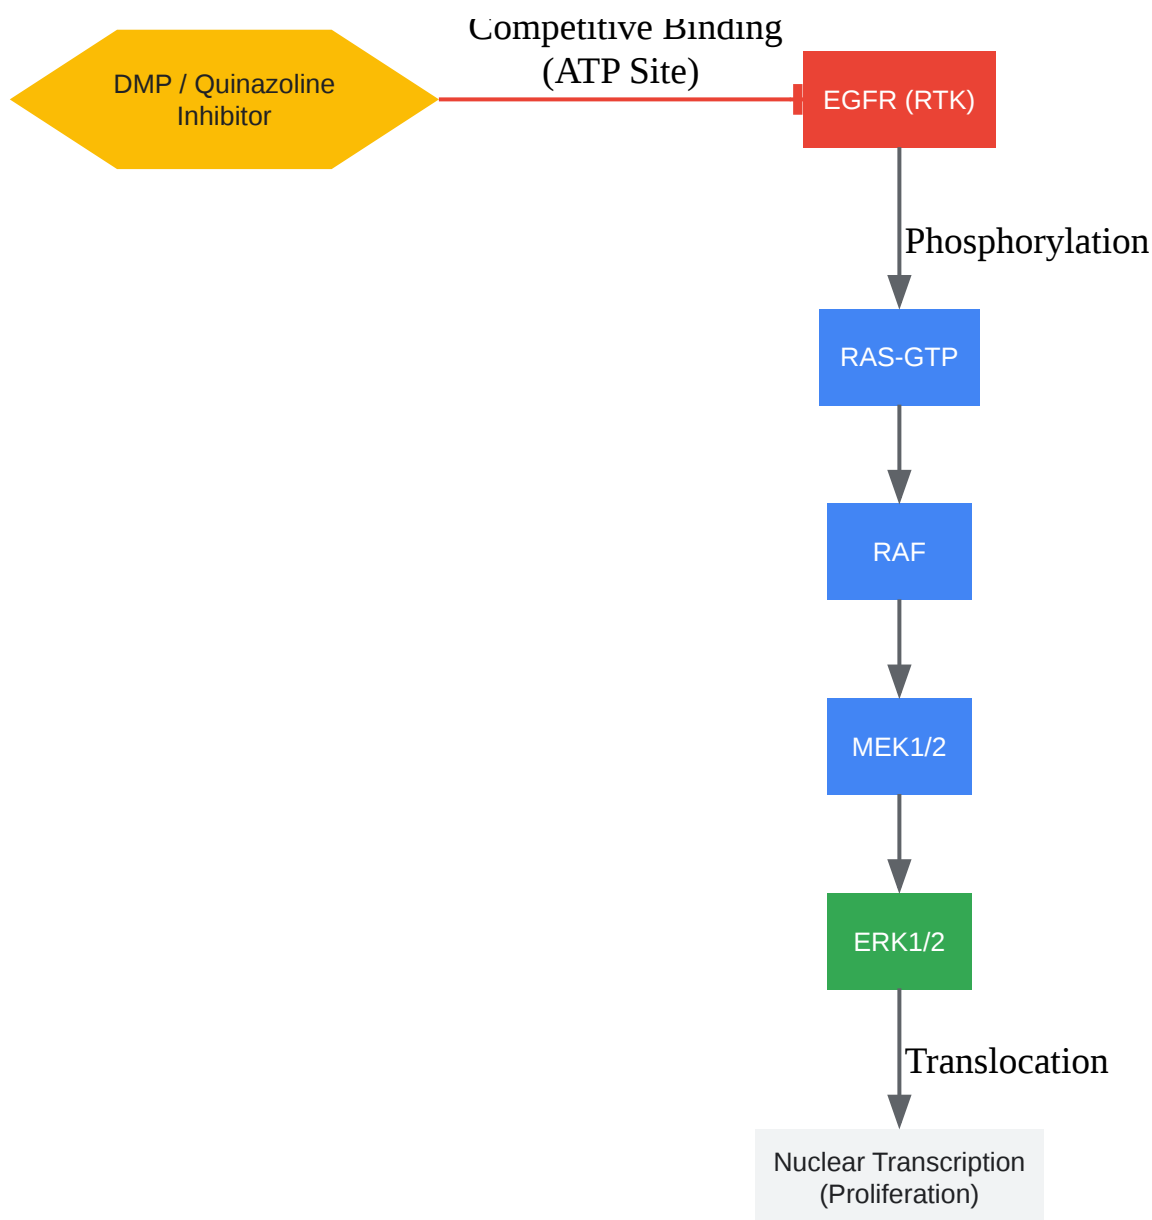 Competitive Binding
(ATP Site)
DMP / Quinazoline
Inhibitor
EGFR (RTK)
Phosphorylation
RAS-GTP
RAF
MEK1/2
ERK1/2
Translocation
Nuclear Transcription
(Proliferation)